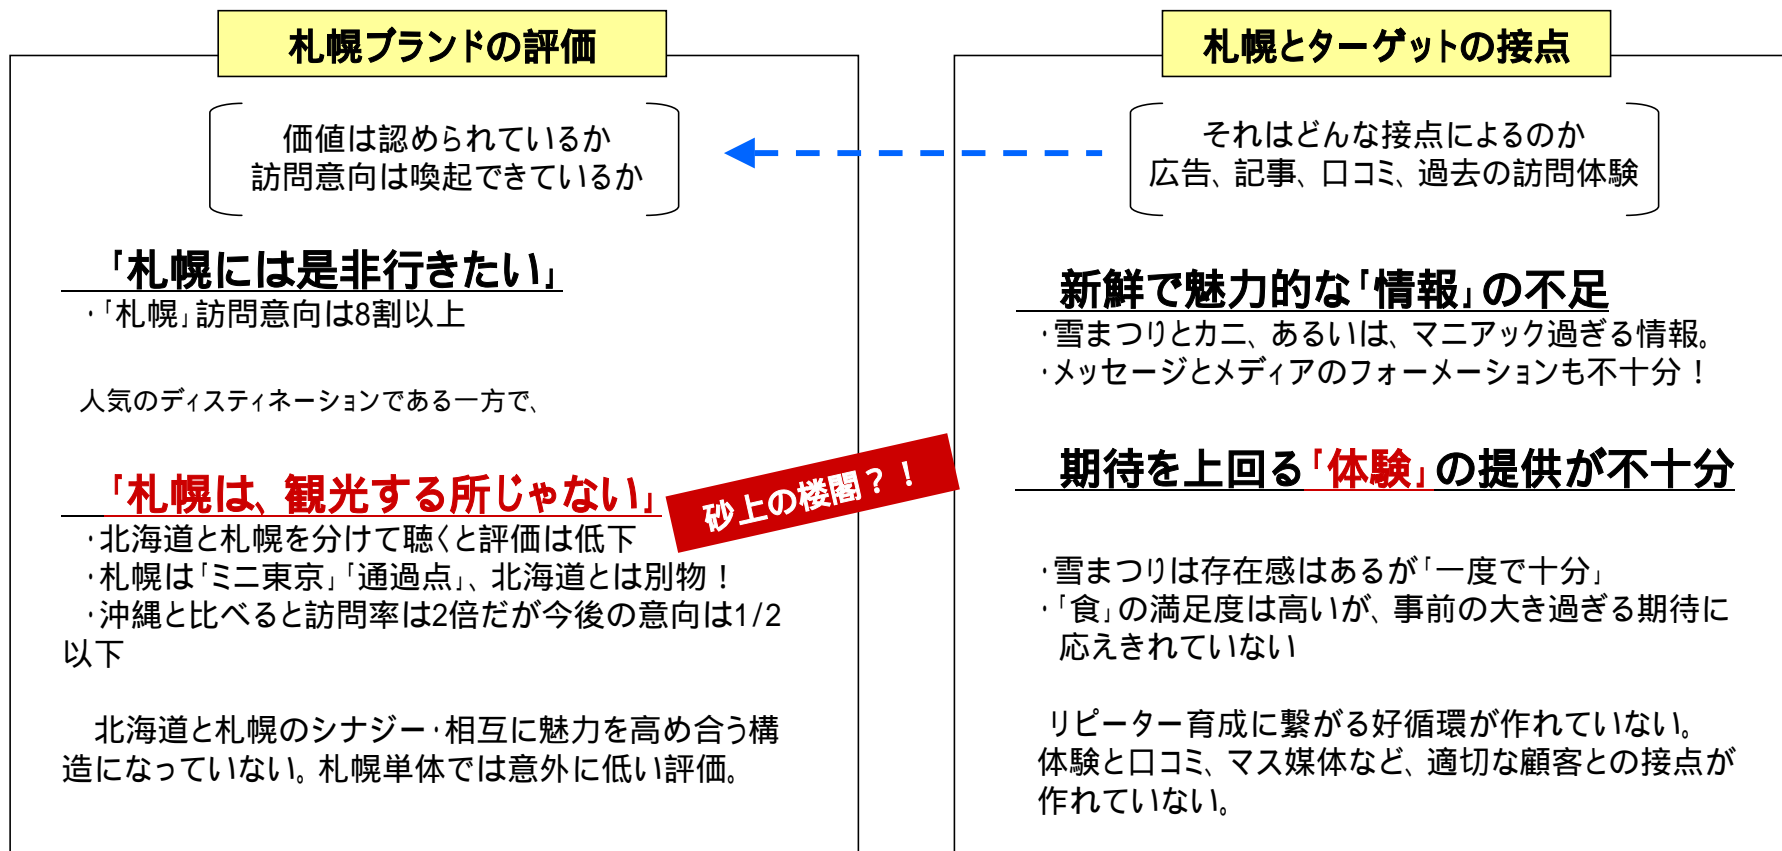 札幌ブランドの評価
価値は認められているか
訪問意向は喚起できているか
「札幌には是非行きたい」
・「札幌」訪問意向は8割以上
人気のディスティネーションである一方で、
「札幌は、観光する所じゃない」
砂上の楼閣？！
・北海道と札幌を分けて聴くと評価は低下
・札幌は「ミニ東京」「通過点」、北海道とは別物！
・沖縄と比べると訪問率は2倍だが今後の意向は1/2
以下
北海道と札幌のシナジー・相互に魅力を高め合う構
造になっていない。札幌単体では意外に低い評価。
札幌とターゲットの接点
それはどんな接点によるのか
広告、記事、口コミ、過去の訪問体験
新鮮で魅力的な「情報」の不足
・雪まつりとカニ、あるいは、マニアック過ぎる情報。
・メッセージとメディアのフォーメーションも不十分！
期待を上回る「体験」の提供が不十分
・雪まつりは存在感はあるが「一度で十分」
・「食」の満足度は高いが、事前の大き過ぎる期待に
応えきれていない
リピーター育成に繋がる好循環が作れていない。
体験と口コミ、マス媒体など、適切な顧客との接点が
作れていない。